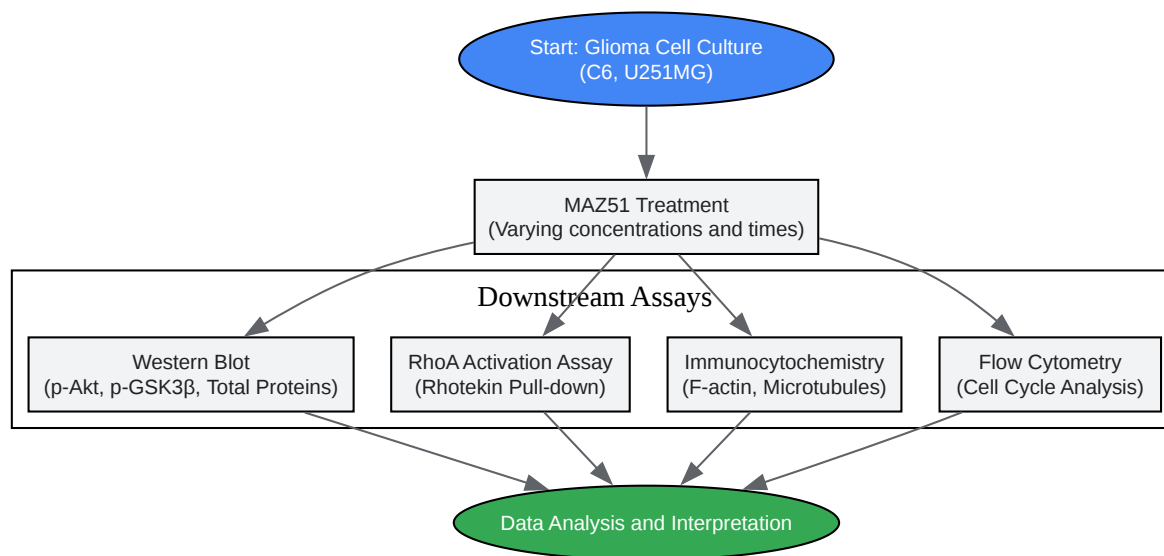 Start: Glioma Cell Culture
(C6, U251MG)
MAZ51 Treatment
(Varying concentrations and times)
Downstream Assays
Western Blot
(p-Akt, p-GSK3β, Total Proteins)
RhoA Activation Assay
(Rhotekin Pull-down)
Immunocytochemistry
(F-actin, Microtubules)
Flow Cytometry
(Cell Cycle Analysis)
Data Analysis and Interpretation